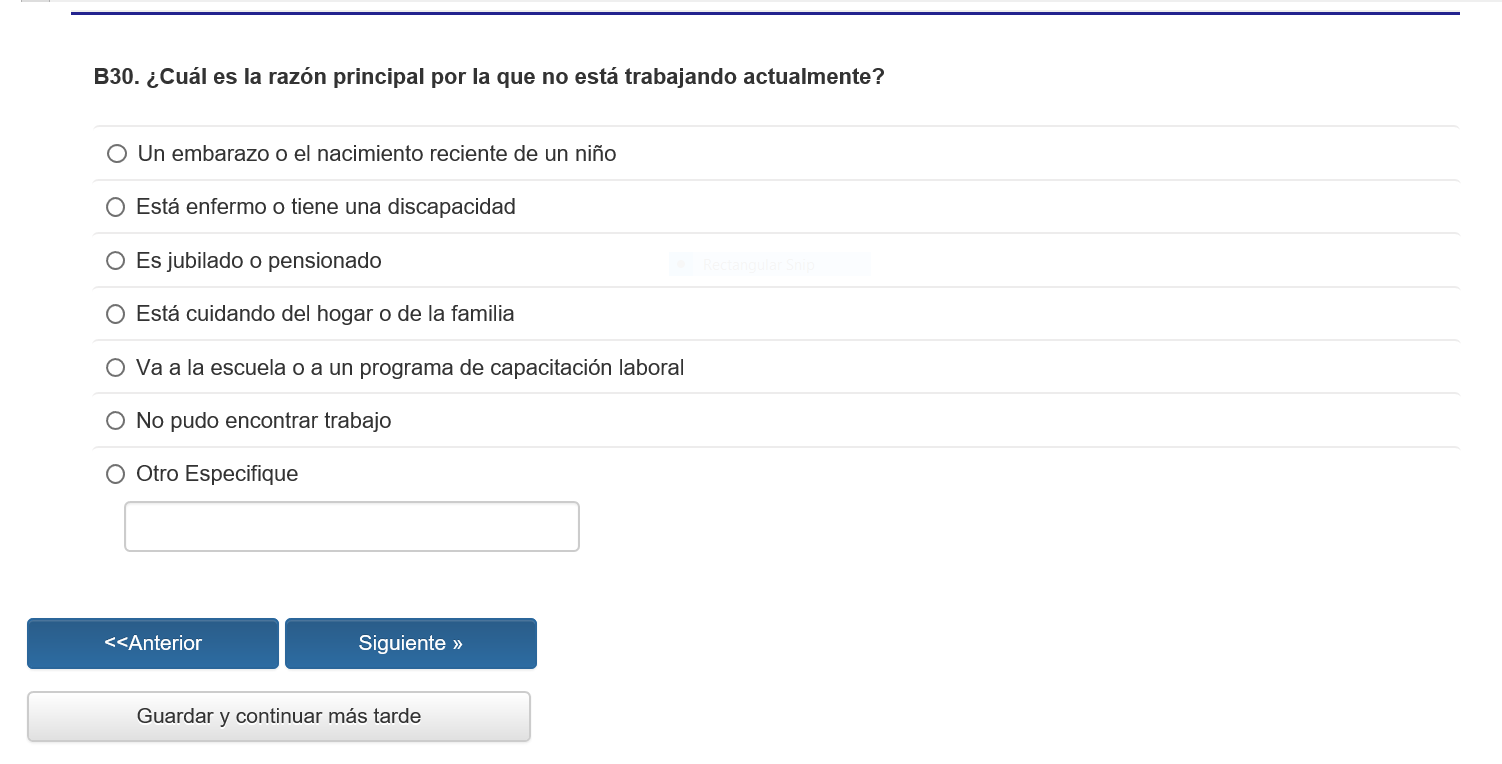 B30. ¿Cuál es la razón principal por la que no está trabajando actualmente?
Un embarazo o el nacimiento reciente de un niño
Está enfermo o tiene una discapacidad
Es jubilado o pensionado
Rectangular Snip
Está cuidando del hogar o de la familia
Va a la escuela o a un programa de capacitación laboral
No pudo encontrar trabajo
Otro Especifique
<<Anterior
Siguiente »
Guardar y continuar más tarde